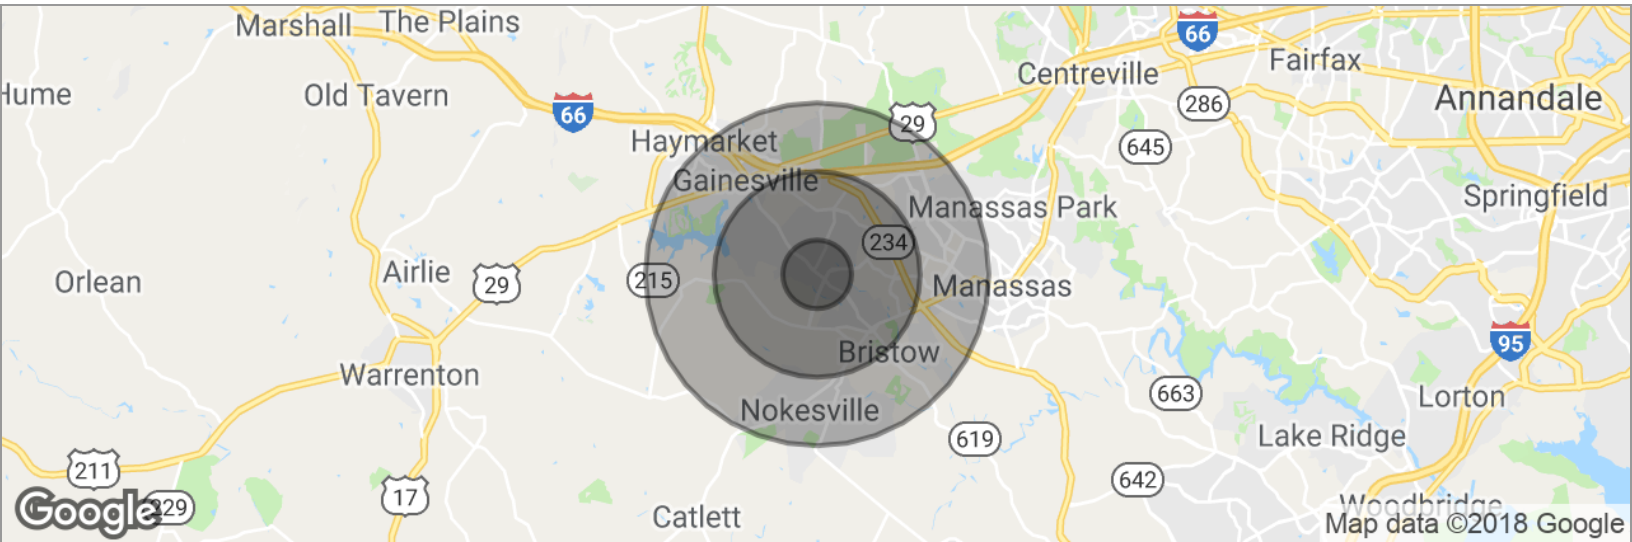 Marshall
The Plains
66
Fairfax
Centreville
Hume
Old Tavern
66
286
Annandale
29
Haymarket
645
Gainesville
Springfield
Manassas Park
234
Airlie
215
Orlean
29
Manassas
95
Bristow
Warrenton
663
Lorton
Nokesville
619
Lake Ridge
211
642
17
Google
229
Woodbridge
Catlett
Map data ©2018 Google